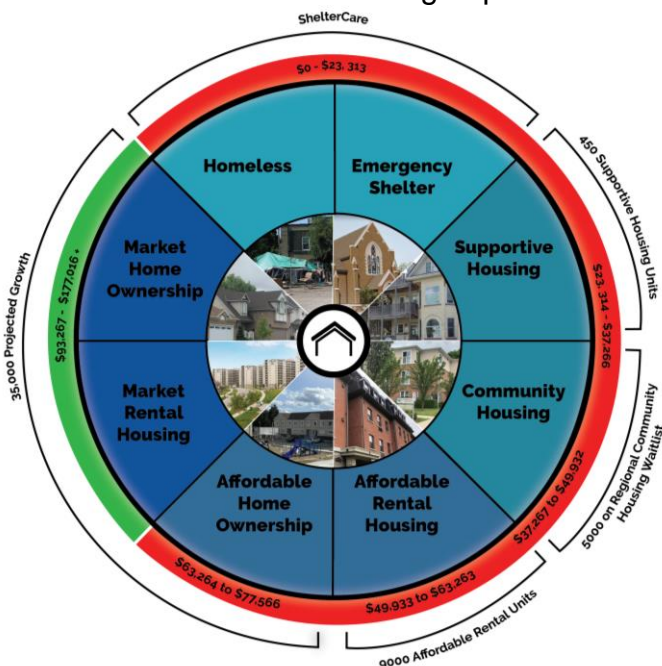 ShelterCare
$0 - $23, 313
Homeless
Emergency
Shelter
450 Supportive Housing Units
$23, 314 - $37,266
Supportive
Housing
Community
Housing
$37,267 to $49,932
5000 on Regional Community
Housing Waitlist
Affordable
Rental
Housing
$49,933 to $63,263
9000 Affordable Rental Units
Affordable
Home
Ownership
$63,264 to $77,566
Market
Rental
Housing
Market
Home
Ownership
$93,267 - $177,016 +
35,000 Projected Growth